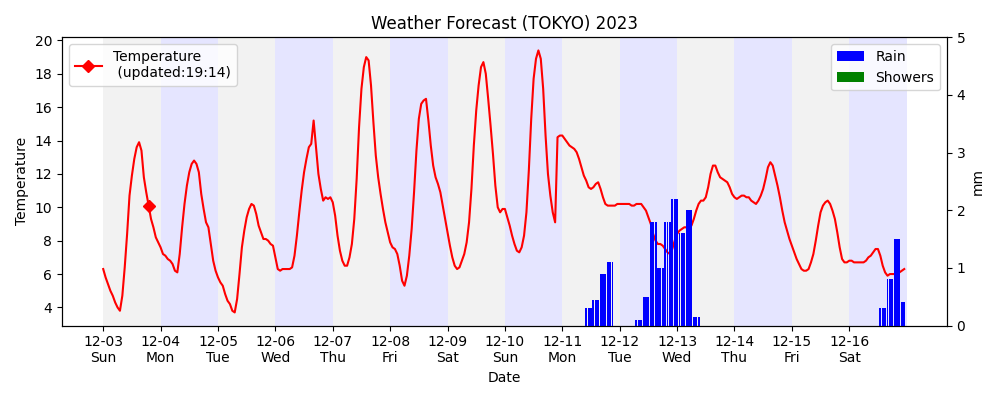 Weather Forecast (TOKYO) 2023
Temperature
(updated:19:14)
Rain
Showers
20
18
16
14
12
10
8
6
4
Temperature
5
4
3
2
1
0
mm
12-03 12-04 12-05 12-06 12-07 12-08 12-09 12-10 12-11 12-12 12-13 12-14 12-15 12-16
Sun Mon Tue Wed Thu Fri Sat Sun Mon Tue Wed Thu Fri Sat
Date